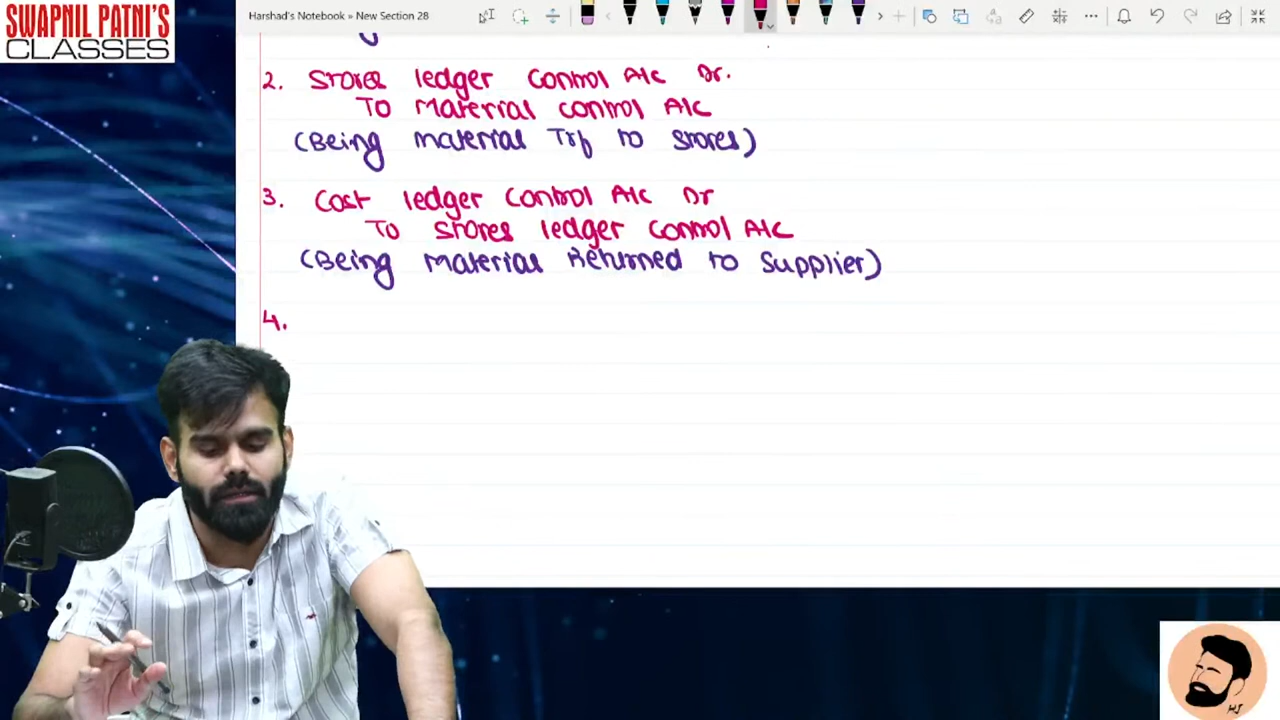 SWAPNIL PATNI'S
CLASSES
Harshad's Notebook » New Section 28
2. Stores ledger Control A/c Dr.
To Material control A/c
(Being material Trf to stores)
3. Cost ledger Control A/c Dr
To stores ledger Control A/c
(Being Material Returned to Supplier)
4.
HS